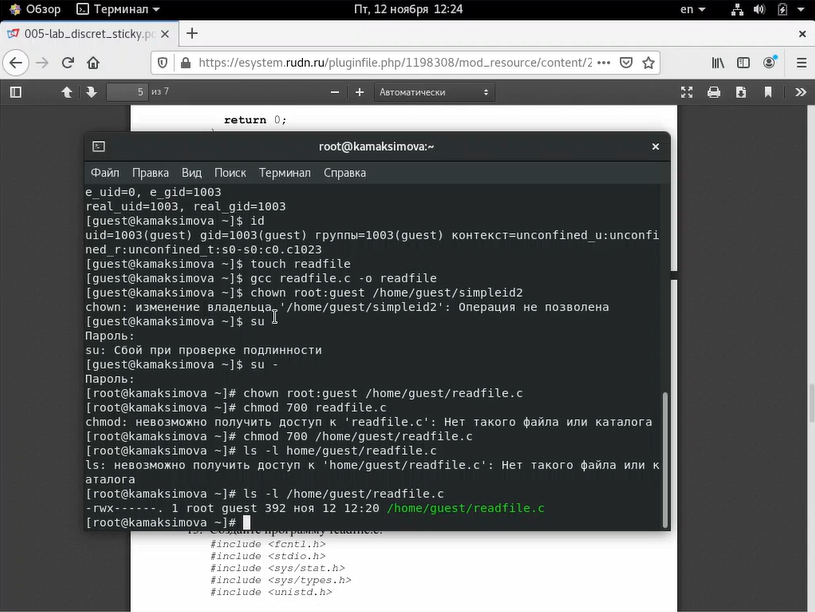 Обзор
Терминал
Пт, 12 ноября 12:24
en
005-lab_discret_sticky.pd
https://esystem.rudn.ru/pluginfile.php/1198308/mod_resource/content/2
5 из 7
Автоматически
return 0;
root@kamaksimova:~
Файл Правка Вид Поиск Терминал Справка
e_uid=0, e_gid=1003
real_uid=1003, real_gid=1003
[guest@kamaksimova ~]$ id
uid=1003(guest) gid=1003(guest) группы=1003(guest) контекст=unconfined_u:unconfi
ned_r:unconfined_t:s0-s0:c0.c1023
[guest@kamaksimova ~]$ touch readfile
[guest@kamaksimova ~]$ gcc readfile.c -o readfile
[guest@kamaksimova ~]$ chown root:guest /home/guest/simpleid2
chown: изменение владельца '/home/guest/simpleid2': Операция не позволена
[guest@kamaksimova ~]$ su
Пароль:
su: Сбой при проверке подлинности
[guest@kamaksimova ~]$ su -
Пароль:
[root@kamaksimova ~]# chown root:guest /home/guest/readfile.c
[root@kamaksimova ~]# chmod 700 readfile.c
chmod: невозможно получить доступ к 'readfile.c': Нет такого файла или каталога
[root@kamaksimova ~]# chmod 700 /home/guest/readfile.c
[root@kamaksimova ~]# ls -l home/guest/readfile.c
ls: невозможно получить доступ к 'home/guest/readfile.c': Нет такого файла или к
аталога
[root@kamaksimova ~]# ls -l /home/guest/readfile.c
-rwx------. 1 root guest 392 ноя 12 12:20 /home/guest/readfile.c
[root@kamaksimova ~]#
Создайте программу readfile.c:
#include <fcntl.h>
#include <stdio.h>
#include <sys/stat.h>
#include <sys/types.h>
#include <unistd.h>